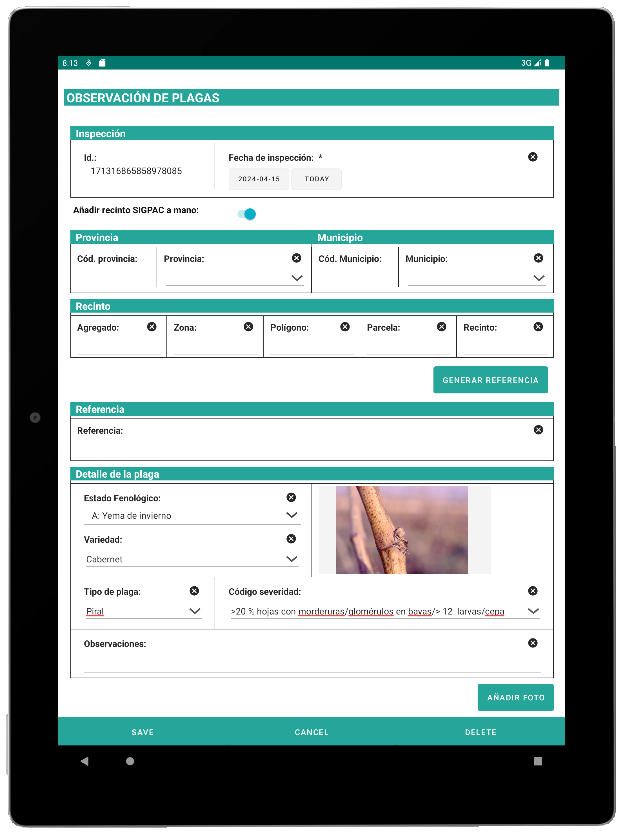 8:13
3G
OBSERVACIÓN DE PLAGAS
Inspección
Id.:
Fecha de inspección: *
171316865858978085
2024-04-15
TODAY
Añadir recinto SIGPAC a mano:
Provincia
Municipio
Cód. provincia:
Provincia:
Cód. Municipio:
Municipio:
Recinto
Agregado:
Zona:
Polígono:
Parcela:
Recinto:
GENERAR REFERENCIA
Referencia
Referencia:
Detalle de la plaga
Estado Fenológico:
A: Yema de invierno
Variedad:
Cabernet
Tipo de plaga:
Código severidad:
Piral
>20 % hojas con morderuras/glomérulos en bayas/> 12 larvas/cepa
Observaciones:
AÑADIR FOTO
SAVE
CANCEL
DELETE